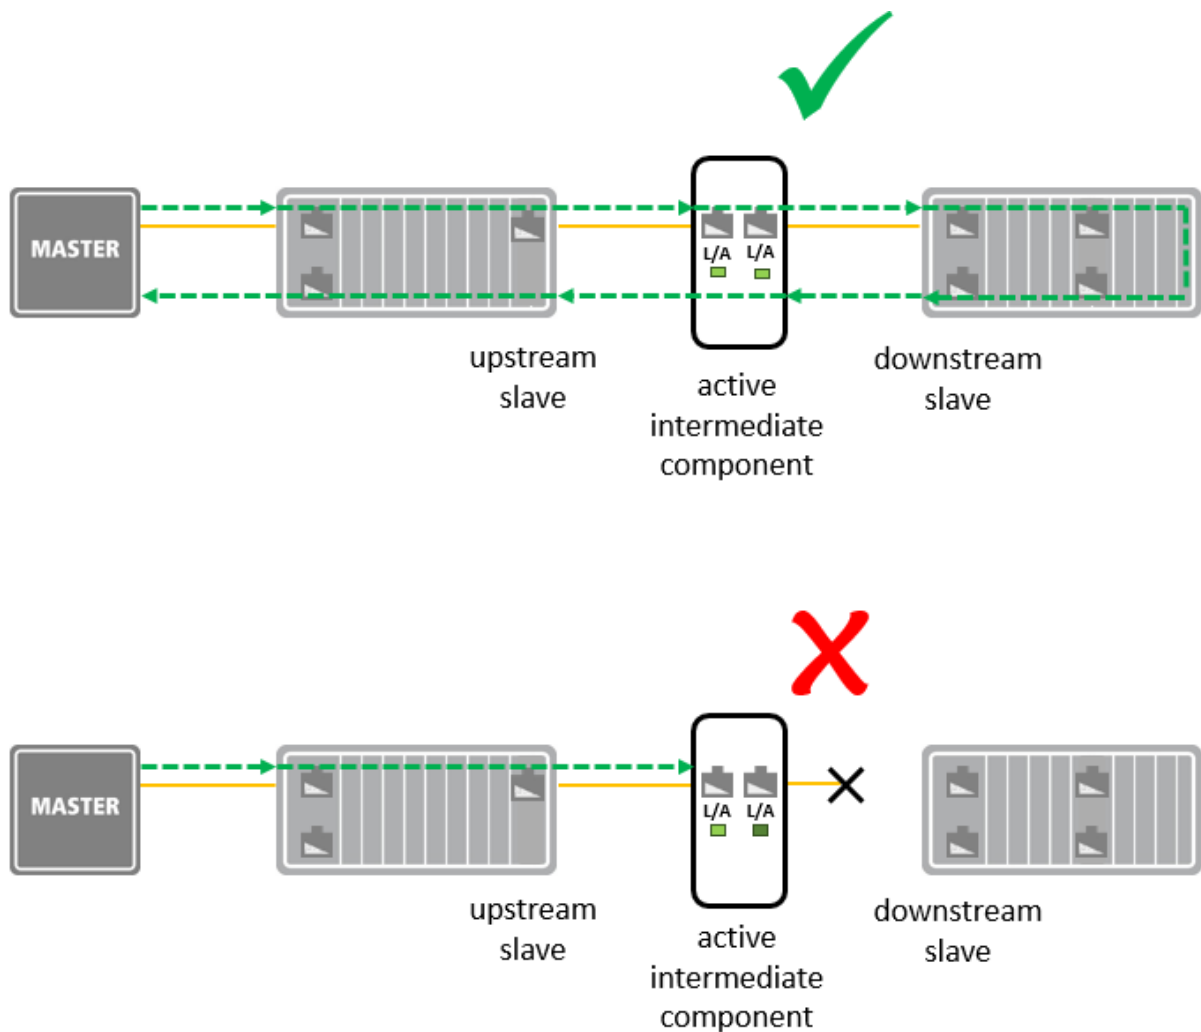 MASTER
L/A L/A
upstream
slave
active
intermediate
component
downstream
slave
MASTER
L/A L/A
upstream
slave
active
intermediate
component
downstream
slave